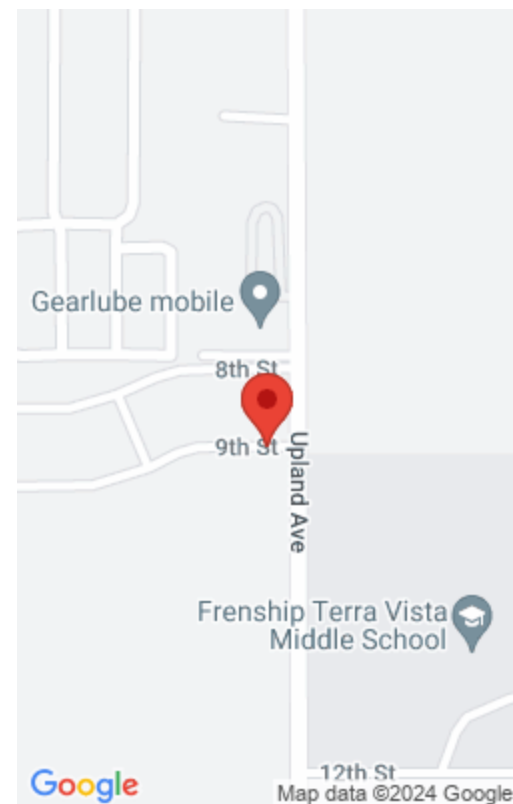 Gearlube mobile
8th St
9th St
Upland Ave
Frenship Terra Vista
Middle School
12th St
Google
Map data ©2024 Google